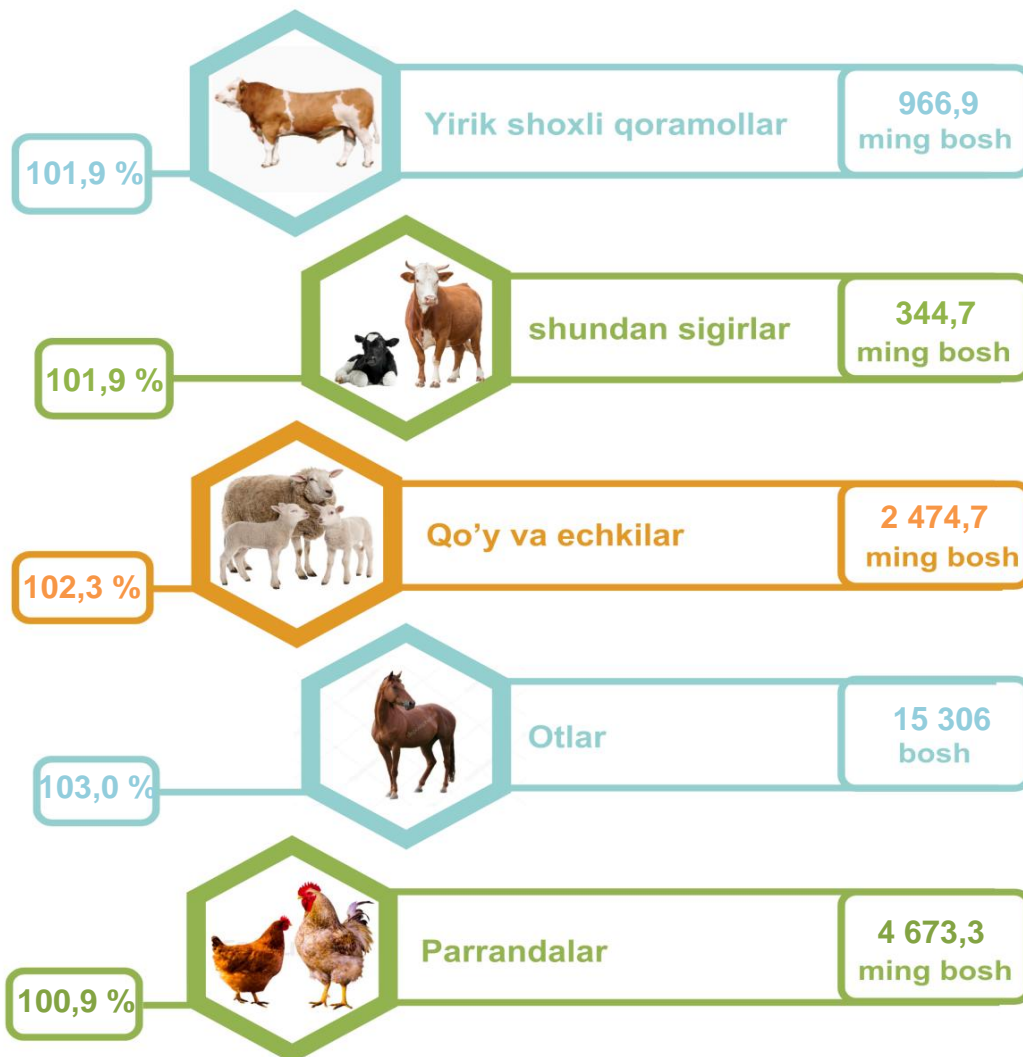 Yirik shoxli qoramollar
966,9
ming bosh
101,9 %
shundan sigirlar
344,7
ming bosh
101,9 %
Qo’y va echkilar
2 474,7
ming bosh
102,3 %
Otlar
15 306
bosh
103,0 %
Parrandalar
4 673,3
ming bosh
100,9 %